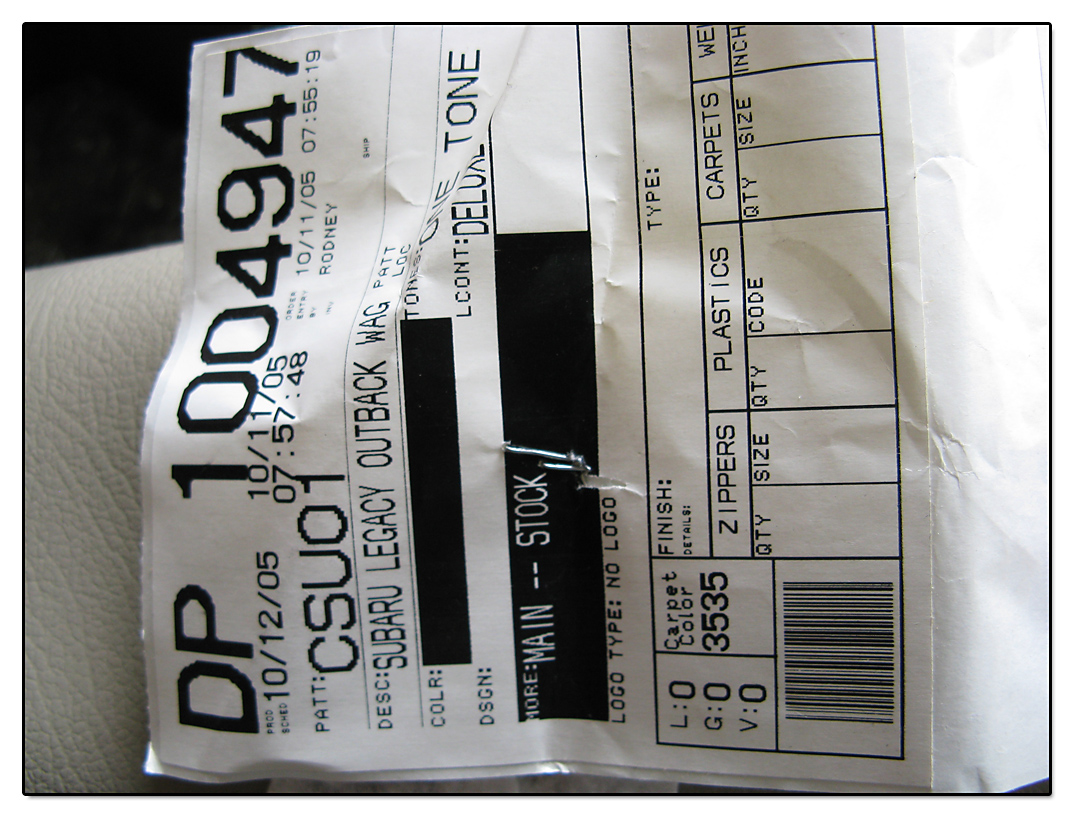 DP 1004947
10/11/05
07:57:48
PROD SCHED 10/12/05
ORDER ENTRY 10/11/05 07:55:19
BY RODNEY
INV
SHIP
PATT:CSU01
DESC:SUBARU LEGACY OUTBACK WAG
PATT LOC
COLR:
TONES:ONE TONE
DSGN:
LCONT:DELUXE
MORE:MAIN -- STOCK
LOGO TYPE: NO LOGO
TYPE:
FINISH:
DETAILS:
L:0
G:0
V:0
Carpet Color
3535
ZIPPERS PLASTICS CARPETS
QTY SIZE QTY CODE QTY SIZE INCH